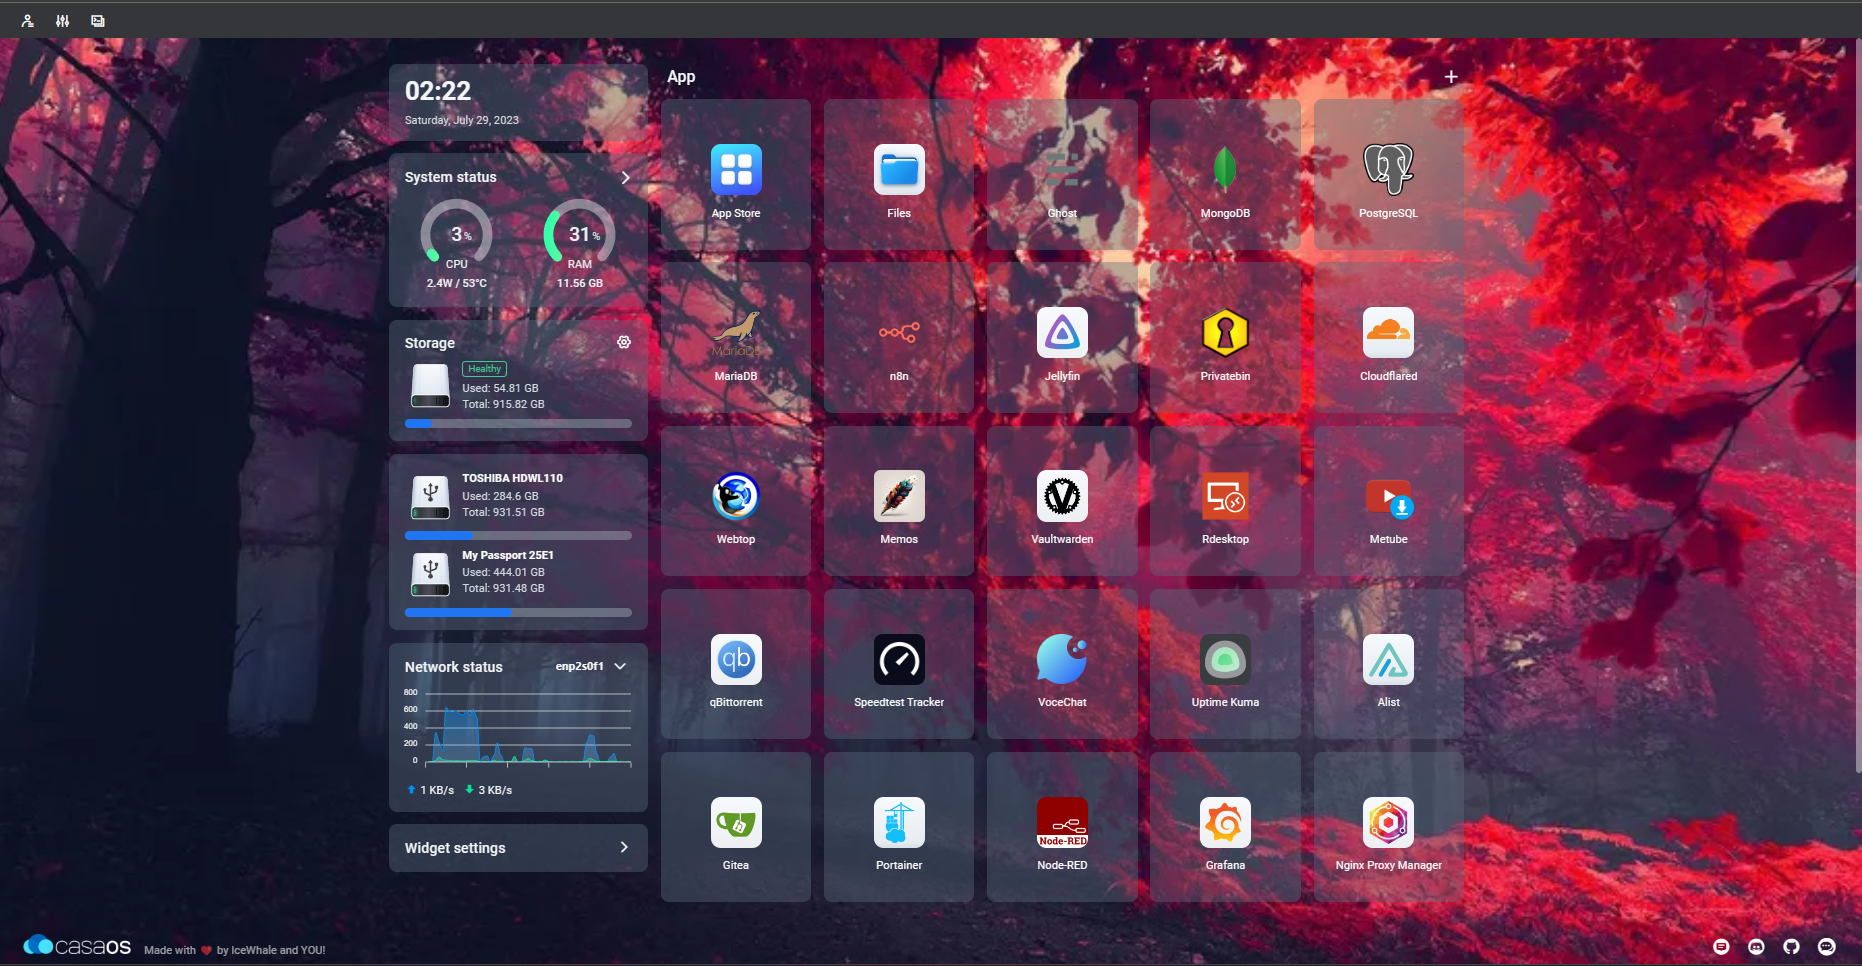 02:22
Saturday, July 29, 2023
System status
3%
CPU
2.4W / 53°C
31%
RAM
11.56 GB
Storage
Healthy
Used: 54.81 GB
Total: 915.82 GB
TOSHIBA HDWL110
Used: 284.6 GB
Total: 931.51 GB
My Passport 25E1
Used: 444.01 GB
Total: 931.48 GB
Network status
enp2s0f1
800
600
400
200
0
1 KB/s
3 KB/s
Widget settings
App
App Store
Files
Ghost
MongoDB
PostgreSQL
MariaDB
MariaDB
n8n
Jellyfin
Privatebin
Cloudflared
Webtop
Memos
V
Vaultwarden
Rdesktop
Metube
qb
qBittorrent
Speedtest Tracker
VoceChat
Uptime Kuma
Alist
Gitea
Portainer
Node-RED
Node-RED
Grafana
Nginx Proxy Manager
casaOS
Made with ❤ by IceWhale and YOU!